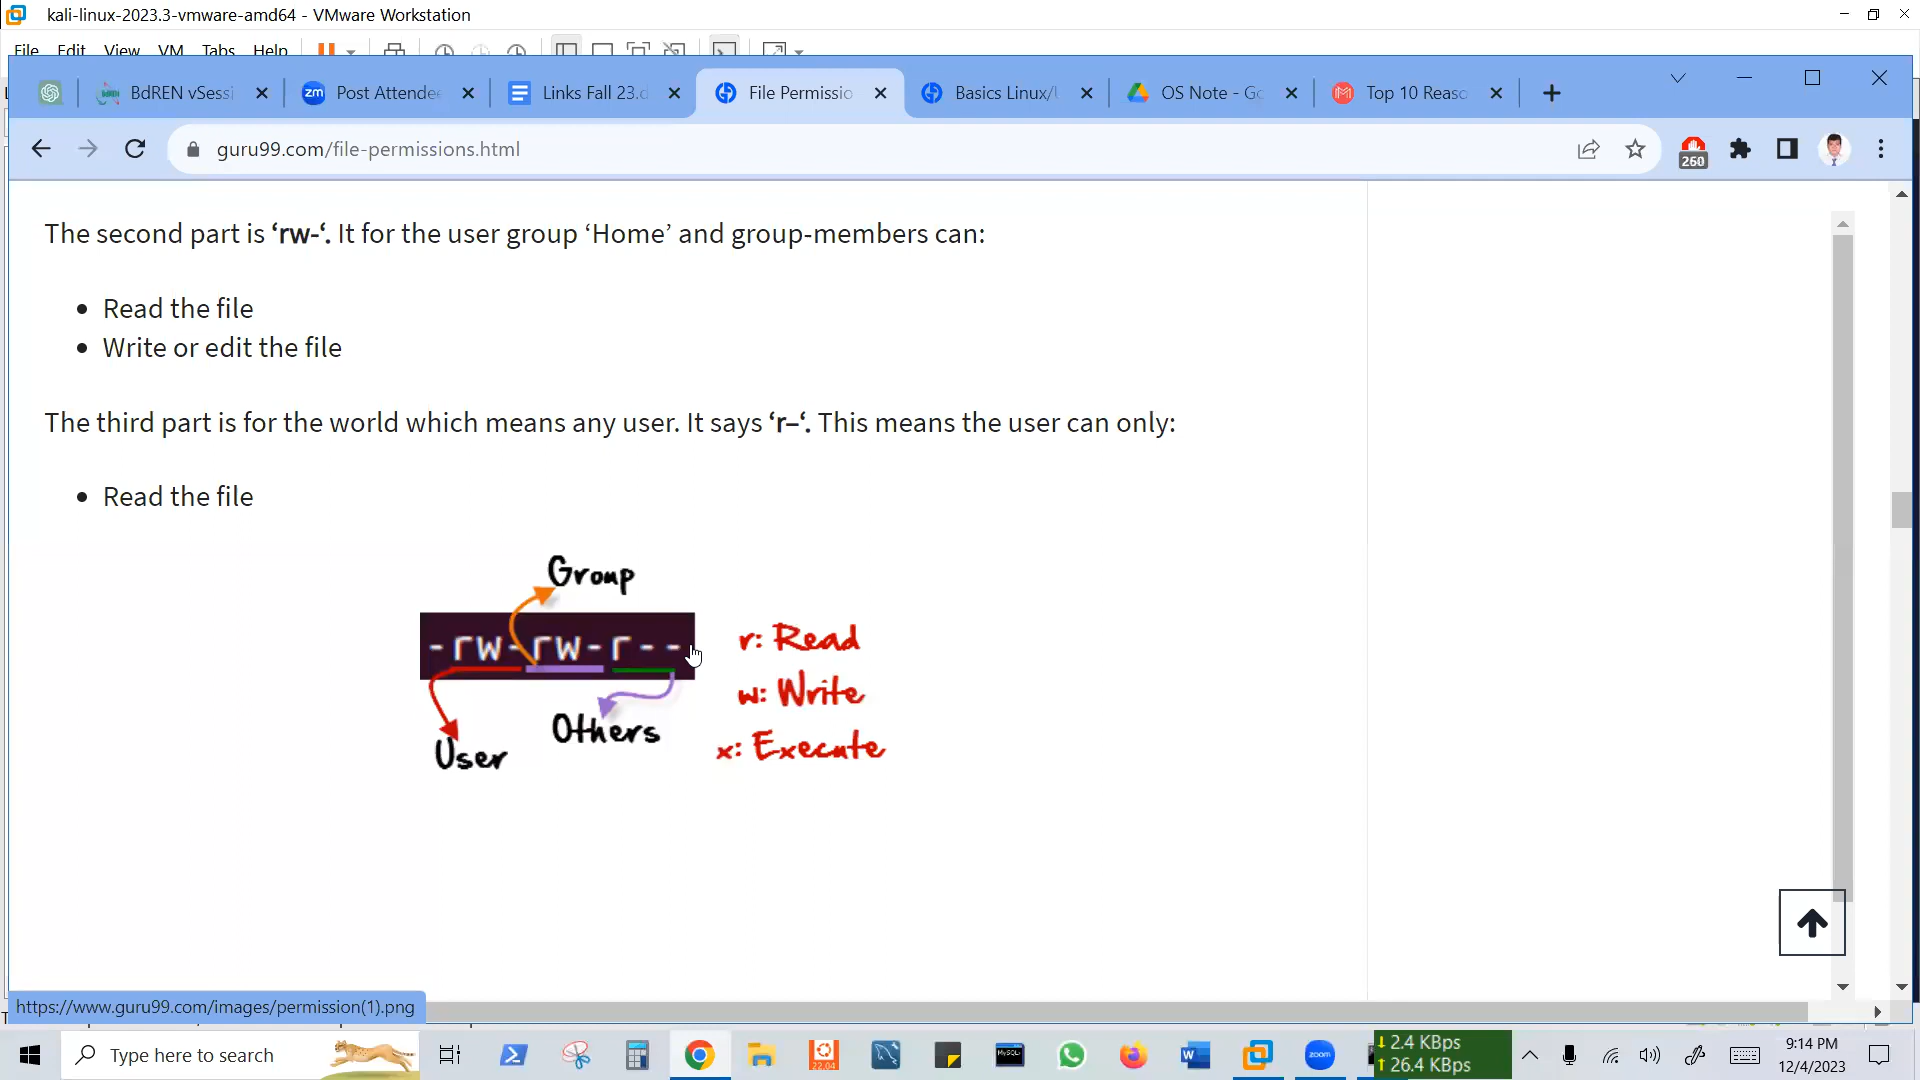 kali-linux-2023.3-vmware-amd64 - VMware Workstation
File Edit View VM Tabs Help
BdREN vSessi
Post Attendee
Links Fall 23.d
File Permissio
Basics Linux/U
OS Note - Go
Top 10 Reaso
guru99.com/file-permissions.html
260
The second part is ‘rw-‘. It for the user group ‘Home’ and group-members can:
Read the file
Write or edit the file
The third part is for the world which means any user. It says ‘r–‘. This means the user can only:
Read the file
Group
-rw-rw-r--
User
Others
r: Read
w: Write
x: Execute
https://www.guru99.com/images/permission(1).png
Type here to search
22.04
MySQL
zoom
2.4 KBps
26.4 KBps
9:14 PM
12/4/2023